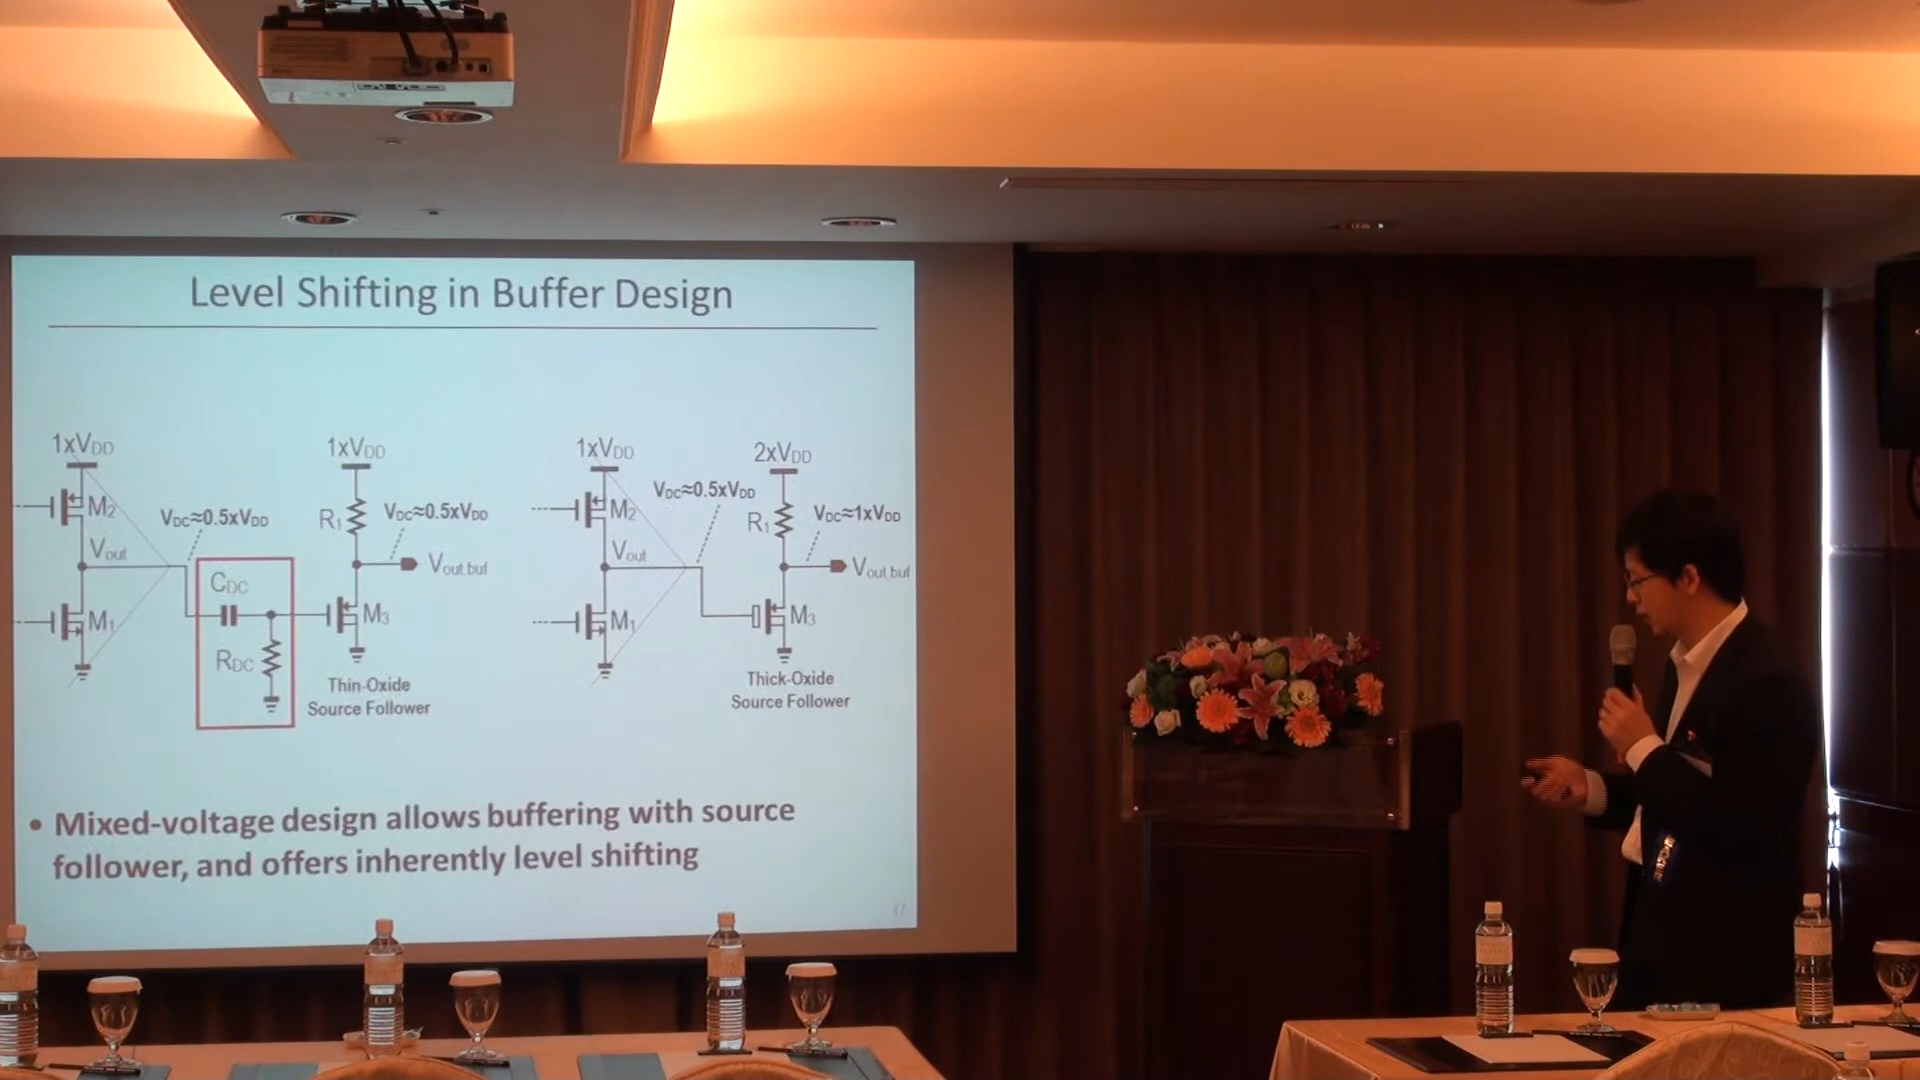 Level Shifting in Buffer Design
1xVDD
M2
VDC≈0.5xVDD
Vout
M1
CDC
RDC
1xVDD
R1
VDC≈0.5xVDD
Vout,buf
M3
Thin-Oxide
Source Follower
1xVDD
M2
VDC≈0.5xVDD
Vout
M1
2xVDD
R1
VDC≈1xVDD
Vout,buf
M3
Thick-Oxide
Source Follower
• Mixed-voltage design allows buffering with source
follower, and offers inherently level shifting
17